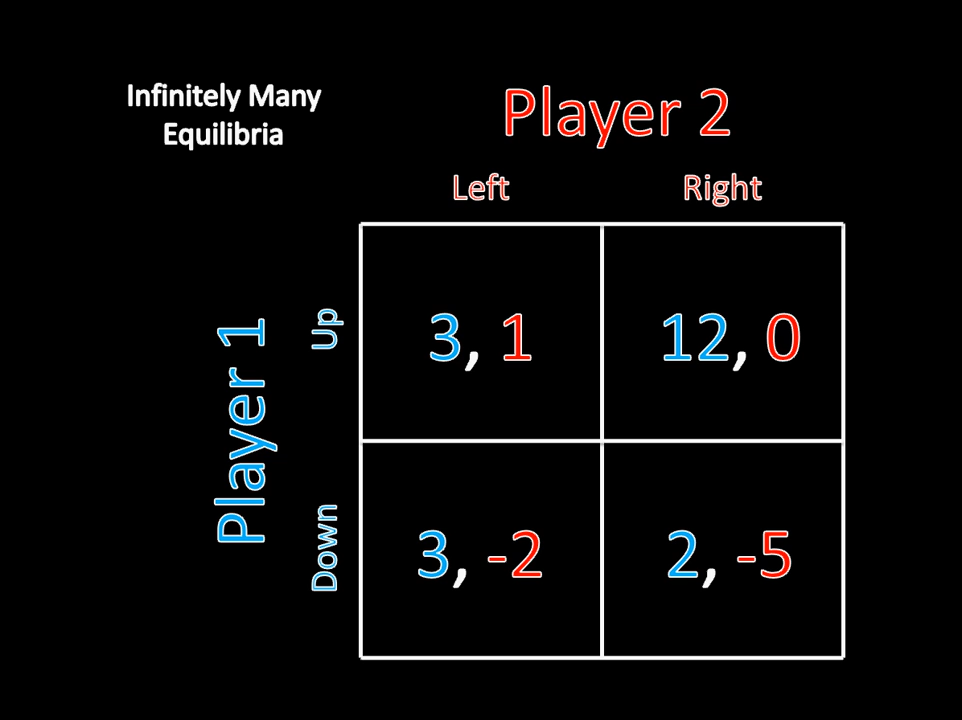 Infinitely Many
Equilibria
Player 2
Left Right
Player 1
Up
3, 1 12, 0
Down
3, -2 2, -5